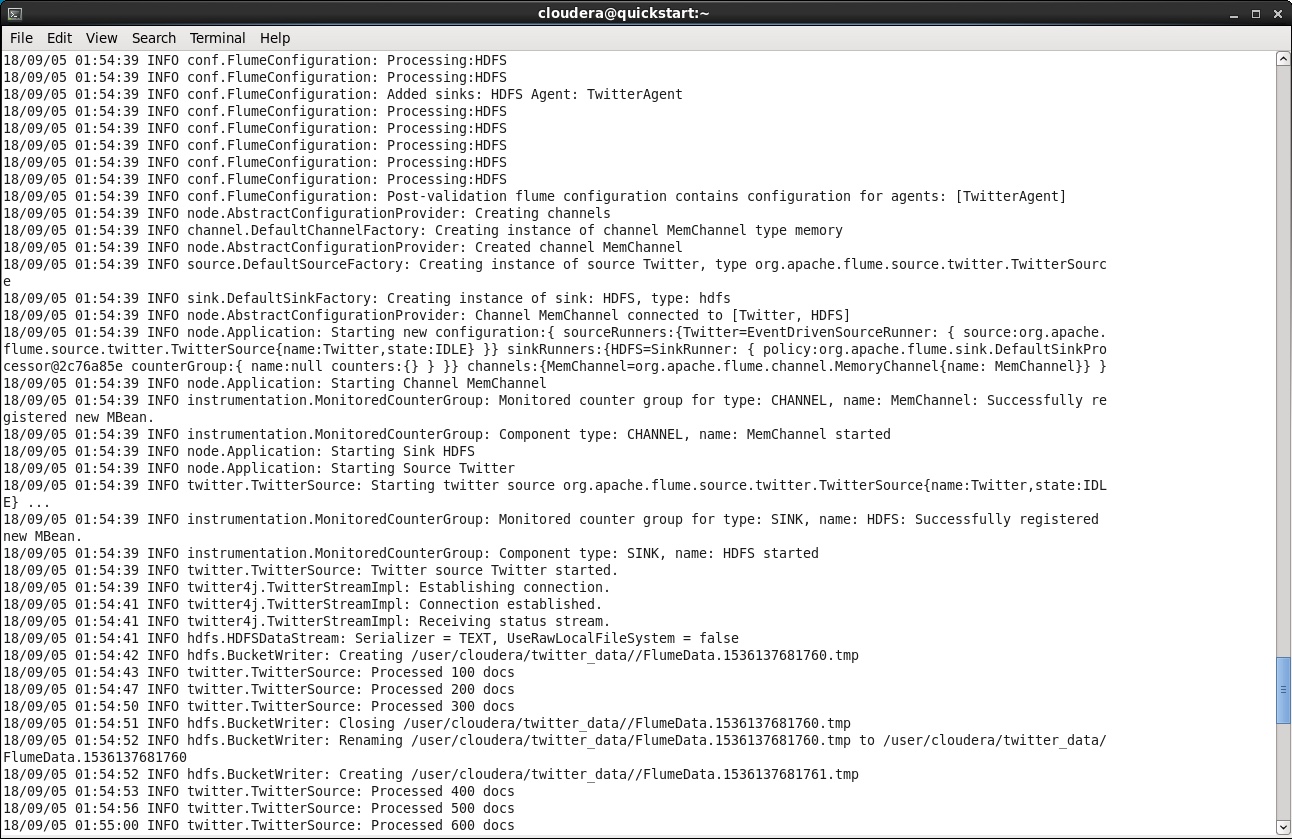 cloudera@quickstart:~
File Edit View Search Terminal Help
18/09/05 01:54:39 INFO conf.FlumeConfiguration: Processing:HDFS
18/09/05 01:54:39 INFO conf.FlumeConfiguration: Processing:HDFS
18/09/05 01:54:39 INFO conf.FlumeConfiguration: Added sinks: HDFS Agent: TwitterAgent
18/09/05 01:54:39 INFO conf.FlumeConfiguration: Processing:HDFS
18/09/05 01:54:39 INFO conf.FlumeConfiguration: Processing:HDFS
18/09/05 01:54:39 INFO conf.FlumeConfiguration: Processing:HDFS
18/09/05 01:54:39 INFO conf.FlumeConfiguration: Processing:HDFS
18/09/05 01:54:39 INFO conf.FlumeConfiguration: Processing:HDFS
18/09/05 01:54:39 INFO conf.FlumeConfiguration: Post-validation flume configuration contains configuration for agents: [TwitterAgent]
18/09/05 01:54:39 INFO node.AbstractConfigurationProvider: Creating channels
18/09/05 01:54:39 INFO channel.DefaultChannelFactory: Creating instance of channel MemChannel type memory
18/09/05 01:54:39 INFO node.AbstractConfigurationProvider: Created channel MemChannel
18/09/05 01:54:39 INFO source.DefaultSourceFactory: Creating instance of source Twitter, type org.apache.flume.source.twitter.TwitterSourc
e
18/09/05 01:54:39 INFO sink.DefaultSinkFactory: Creating instance of sink: HDFS, type: hdfs
18/09/05 01:54:39 INFO node.AbstractConfigurationProvider: Channel MemChannel connected to [Twitter, HDFS]
18/09/05 01:54:39 INFO node.Application: Starting new configuration:{ sourceRunners:{Twitter=EventDrivenSourceRunner: { source:org.apache.
flume.source.twitter.TwitterSource{name:Twitter,state:IDLE} }} sinkRunners:{HDFS=SinkRunner: { policy:org.apache.flume.sink.DefaultSinkPro
cessor@2c76a85e counterGroup:{ name:null counters:{} } }} channels:{MemChannel=org.apache.flume.channel.MemoryChannel{name: MemChannel}} }
18/09/05 01:54:39 INFO node.Application: Starting Channel MemChannel
18/09/05 01:54:39 INFO instrumentation.MonitoredCounterGroup: Monitored counter group for type: CHANNEL, name: MemChannel: Successfully re
gistered new MBean.
18/09/05 01:54:39 INFO instrumentation.MonitoredCounterGroup: Component type: CHANNEL, name: MemChannel started
18/09/05 01:54:39 INFO node.Application: Starting Sink HDFS
18/09/05 01:54:39 INFO node.Application: Starting Source Twitter
18/09/05 01:54:39 INFO twitter.TwitterSource: Starting twitter source org.apache.flume.source.twitter.TwitterSource{name:Twitter,state:IDL
E} ...
18/09/05 01:54:39 INFO instrumentation.MonitoredCounterGroup: Monitored counter group for type: SINK, name: HDFS: Successfully registered
new MBean.
18/09/05 01:54:39 INFO instrumentation.MonitoredCounterGroup: Component type: SINK, name: HDFS started
18/09/05 01:54:39 INFO twitter.TwitterSource: Twitter source Twitter started.
18/09/05 01:54:39 INFO twitter4j.TwitterStreamImpl: Establishing connection.
18/09/05 01:54:41 INFO twitter4j.TwitterStreamImpl: Connection established.
18/09/05 01:54:41 INFO twitter4j.TwitterStreamImpl: Receiving status stream.
18/09/05 01:54:41 INFO hdfs.HDFSDataStream: Serializer = TEXT, UseRawLocalFileSystem = false
18/09/05 01:54:42 INFO hdfs.BucketWriter: Creating /user/cloudera/twitter_data//FlumeData.1536137681760.tmp
18/09/05 01:54:43 INFO twitter.TwitterSource: Processed 100 docs
18/09/05 01:54:47 INFO twitter.TwitterSource: Processed 200 docs
18/09/05 01:54:50 INFO twitter.TwitterSource: Processed 300 docs
18/09/05 01:54:51 INFO hdfs.BucketWriter: Closing /user/cloudera/twitter_data//FlumeData.1536137681760.tmp
18/09/05 01:54:52 INFO hdfs.BucketWriter: Renaming /user/cloudera/twitter_data/FlumeData.1536137681760.tmp to /user/cloudera/twitter_data/
FlumeData.1536137681760
18/09/05 01:54:52 INFO hdfs.BucketWriter: Creating /user/cloudera/twitter_data//FlumeData.1536137681761.tmp
18/09/05 01:54:53 INFO twitter.TwitterSource: Processed 400 docs
18/09/05 01:54:56 INFO twitter.TwitterSource: Processed 500 docs
18/09/05 01:55:00 INFO twitter.TwitterSource: Processed 600 docs